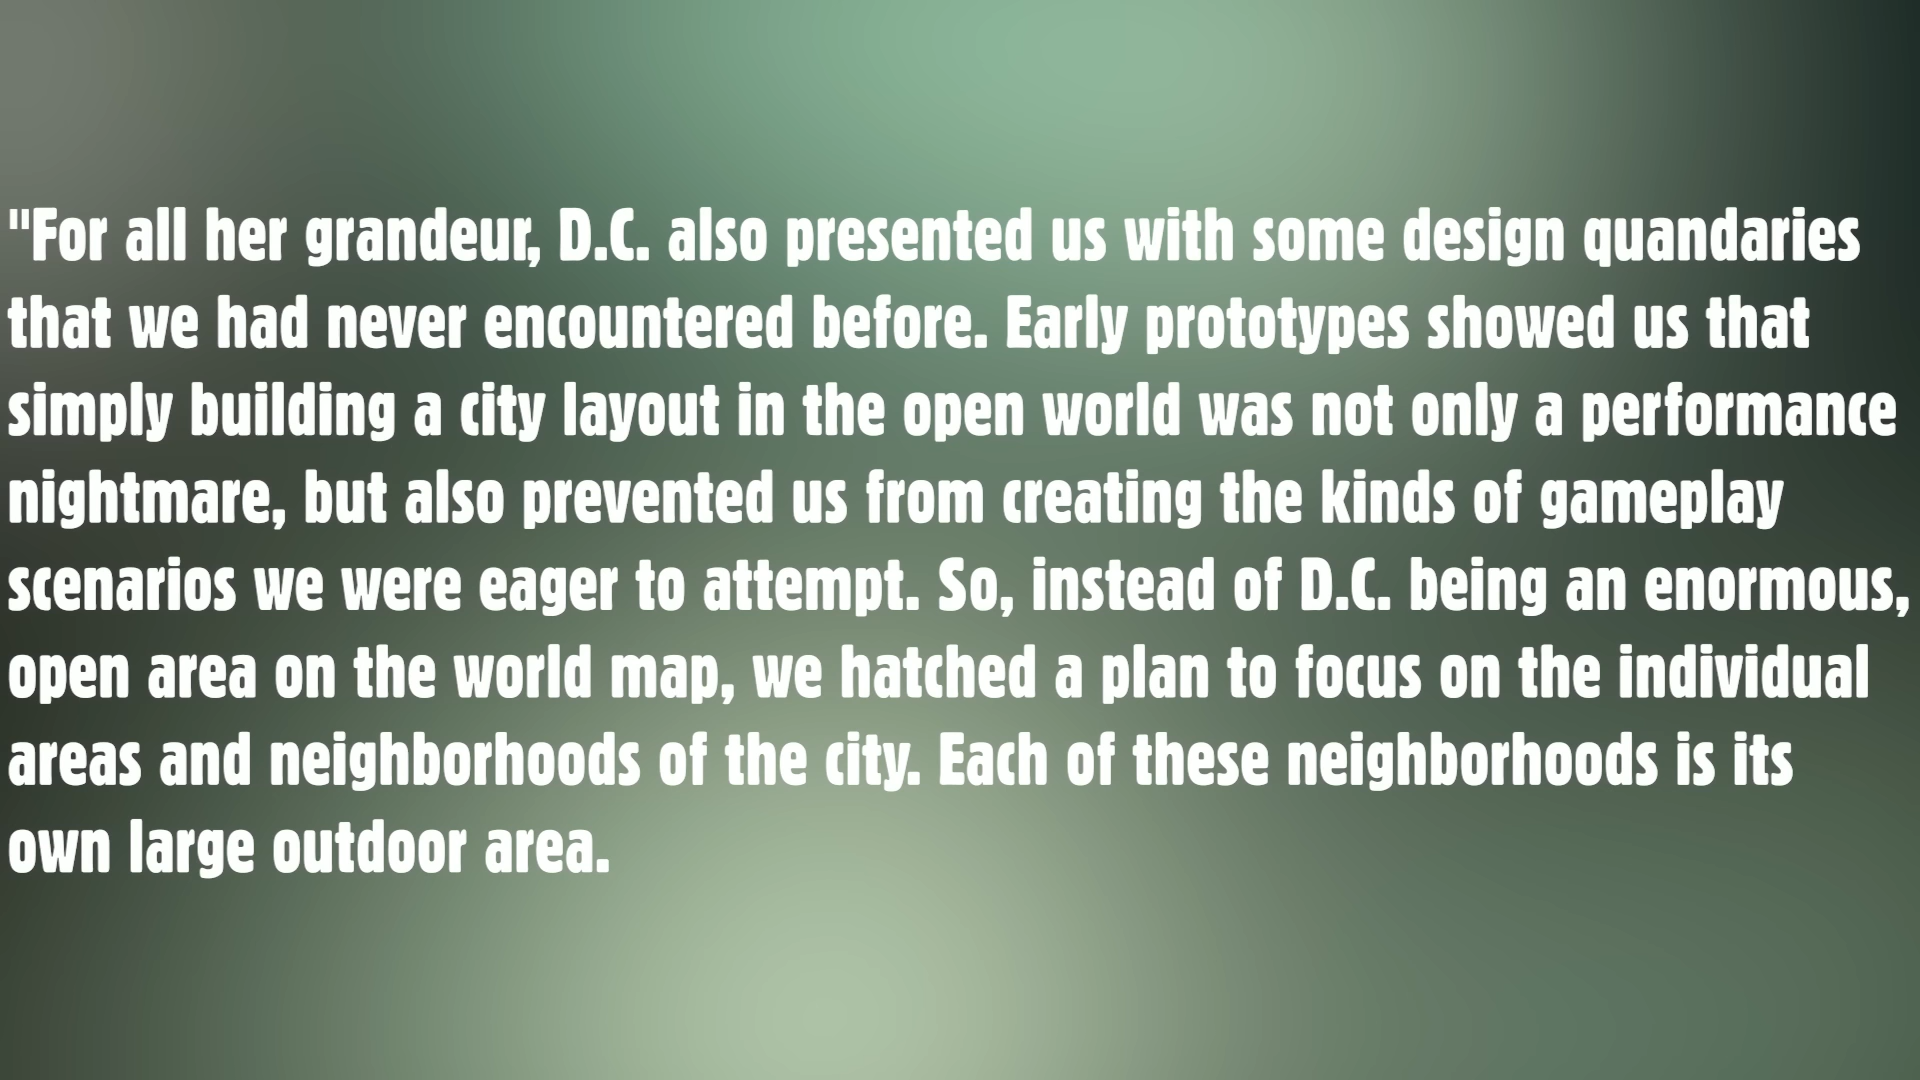 "For all her grandeur, D.C. also presented us with some design quandaries
that we had never encountered before. Early prototypes showed us that
simply building a city layout in the open world was not only a performance
nightmare, but also prevented us from creating the kinds of gameplay
scenarios we were eager to attempt. So, instead of D.C. being an enormous,
open area on the world map, we hatched a plan to focus on the individual
areas and neighborhoods of the city. Each of these neighborhoods is its
own large outdoor area.